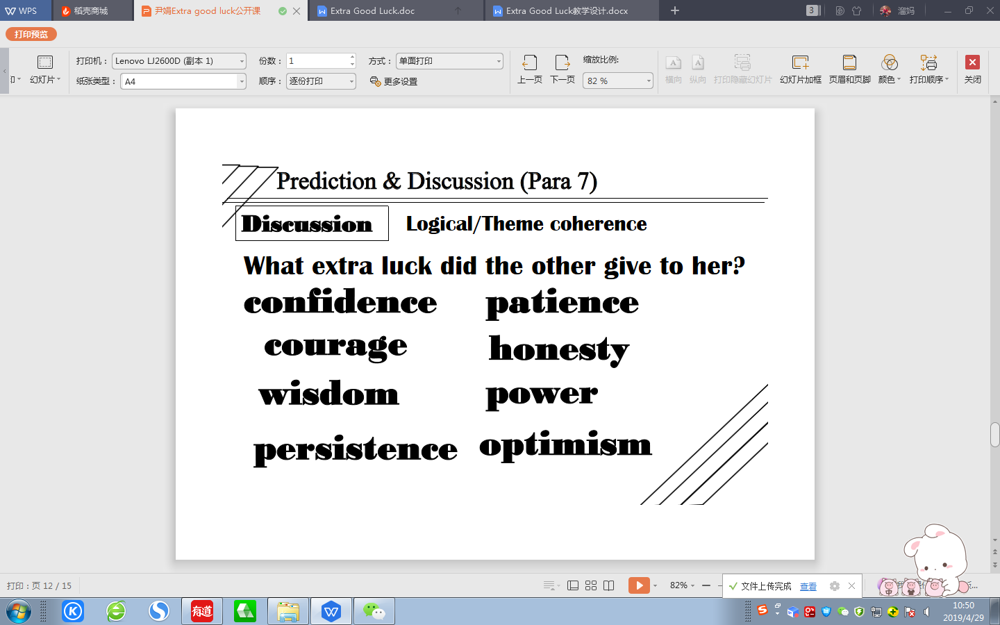 WPS
稻壳商城
尹娟Extra good luck公开课
Extra Good Luck.doc
Extra Good Luck教学设计.docx
3
溜妈
打印预览
幻灯片
打印机：
Lenovo LJ2600D (副本 1)
份数：
1
方式：
单面打印
纸张类型：
A4
顺序：
逐份打印
更多设置
上一页
下一页
缩放比例:
82 %
横向
纵向
打印隐藏幻灯片
幻灯片加框
页眉和页脚
颜色
打印顺序
关闭
Prediction & Discussion (Para 7)
Discussion
Logical/Theme coherence
What extra luck did the other give to her?
confidence
patience
courage
honesty
wisdom
power
persistence
optimism
打印：页 12 / 15
82%
文件上传完成
查看
有道
10:50
2019/4/29